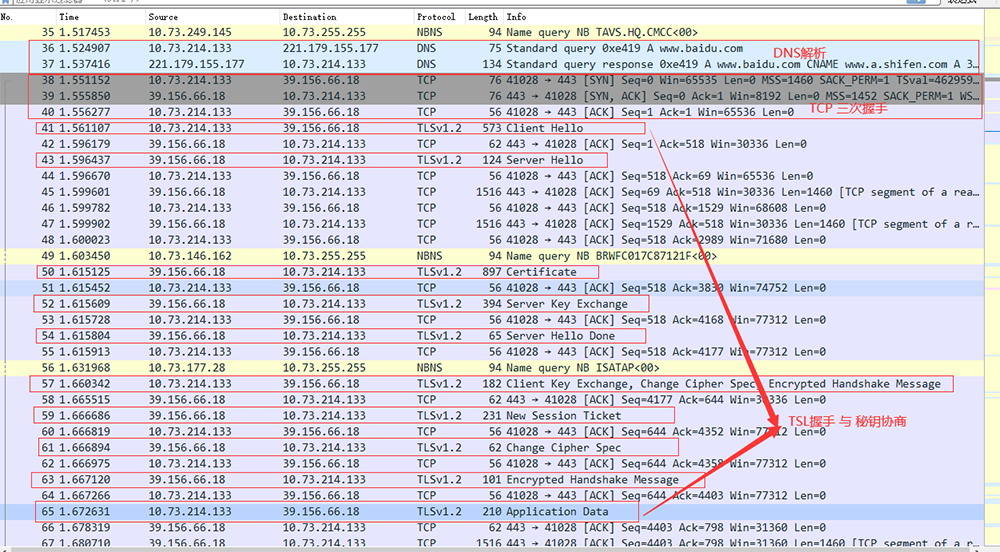 应用显示过滤器
表达式
No. Time Source Destination Protocol Length Info
35 1.517453 10.73.249.145 10.73.255.255 NBNS 94 Name query NB TAVS.HQ.CMCC<00>
36 1.524907 10.73.214.133 221.179.155.177 DNS 75 Standard query 0xe419 A www.baidu.com
DNS解析
37 1.537416 221.179.155.177 10.73.214.133 DNS 134 Standard query response 0xe419 A www.baidu.com CNAME www.a.shifen.com A 3…
38 1.551152 10.73.214.133 39.156.66.18 TCP 76 41028 → 443 [SYN] Seq=0 Win=65535 Len=0 MSS=1460 SACK_PERM=1 TSval=462959…
39 1.555850 39.156.66.18 10.73.214.133 TCP 76 443 → 41028 [SYN, ACK] Seq=0 Ack=1 Win=8192 Len=0 MSS=1452 SACK_PERM=1 WS…
40 1.556277 10.73.214.133 39.156.66.18 TCP 56 41028 → 443 [ACK] Seq=1 Ack=1 Win=65536 Len=0
TCP 三次握手
41 1.561107 10.73.214.133 39.156.66.18 TLSv1.2 573 Client Hello
42 1.596179 39.156.66.18 10.73.214.133 TCP 62 443 → 41028 [ACK] Seq=1 Ack=518 Win=30336 Len=0
43 1.596437 39.156.66.18 10.73.214.133 TLSv1.2 124 Server Hello
44 1.596670 10.73.214.133 39.156.66.18 TCP 56 41028 → 443 [ACK] Seq=518 Ack=69 Win=65536 Len=0
45 1.599601 39.156.66.18 10.73.214.133 TCP 1516 443 → 41028 [ACK] Seq=69 Ack=518 Win=30336 Len=1460 [TCP segment of a rea…
46 1.599782 10.73.214.133 39.156.66.18 TCP 56 41028 → 443 [ACK] Seq=518 Ack=1529 Win=68608 Len=0
47 1.599902 39.156.66.18 10.73.214.133 TCP 1516 443 → 41028 [ACK] Seq=1529 Ack=518 Win=30336 Len=1460 [TCP segment of a r…
48 1.600023 10.73.214.133 39.156.66.18 TCP 56 41028 → 443 [ACK] Seq=518 Ack=2989 Win=71680 Len=0
49 1.603450 10.73.146.162 10.73.255.255 NBNS 94 Name query NB BRWFC017C87121F<00>
50 1.615125 39.156.66.18 10.73.214.133 TLSv1.2 897 Certificate
51 1.615452 10.73.214.133 39.156.66.18 TCP 56 41028 → 443 [ACK] Seq=518 Ack=3830 Win=74752 Len=0
52 1.615609 39.156.66.18 10.73.214.133 TLSv1.2 394 Server Key Exchange
53 1.615728 10.73.214.133 39.156.66.18 TCP 56 41028 → 443 [ACK] Seq=518 Ack=4168 Win=77312 Len=0
54 1.615804 39.156.66.18 10.73.214.133 TLSv1.2 65 Server Hello Done
55 1.615913 10.73.214.133 39.156.66.18 TCP 56 41028 → 443 [ACK] Seq=518 Ack=4177 Win=77312 Len=0
56 1.631968 10.73.177.28 10.73.255.255 NBNS 94 Name query NB ISATAP<00>
57 1.660342 10.73.214.133 39.156.66.18 TLSv1.2 182 Client Key Exchange, Change Cipher Spec, Encrypted Handshake Message
58 1.665515 39.156.66.18 10.73.214.133 TCP 62 443 → 41028 [ACK] Seq=4177 Ack=644 Win=30336 Len=0
59 1.666686 39.156.66.18 10.73.214.133 TLSv1.2 231 New Session Ticket
TSL握手 与 秘钥协商
60 1.666819 10.73.214.133 39.156.66.18 TCP 56 41028 → 443 [ACK] Seq=644 Ack=4352 Win=77312 Len=0
61 1.666894 39.156.66.18 10.73.214.133 TLSv1.2 62 Change Cipher Spec
62 1.666975 10.73.214.133 39.156.66.18 TCP 56 41028 → 443 [ACK] Seq=644 Ack=4358 Win=77312 Len=0
63 1.667120 39.156.66.18 10.73.214.133 TLSv1.2 101 Encrypted Handshake Message
64 1.667266 10.73.214.133 39.156.66.18 TCP 56 41028 → 443 [ACK] Seq=644 Ack=4403 Win=77312 Len=0
65 1.672631 10.73.214.133 39.156.66.18 TLSv1.2 210 Application Data
66 1.678319 39.156.66.18 10.73.214.133 TCP 62 443 → 41028 [ACK] Seq=4403 Ack=798 Win=31360 Len=0
67 1.680710 39.156.66.18 10.73.214.133 TCP 1516 443 → 41028 [ACK] Seq=4403 Ack=798 Win=31360 Len=1460 [TCP segment of a r…